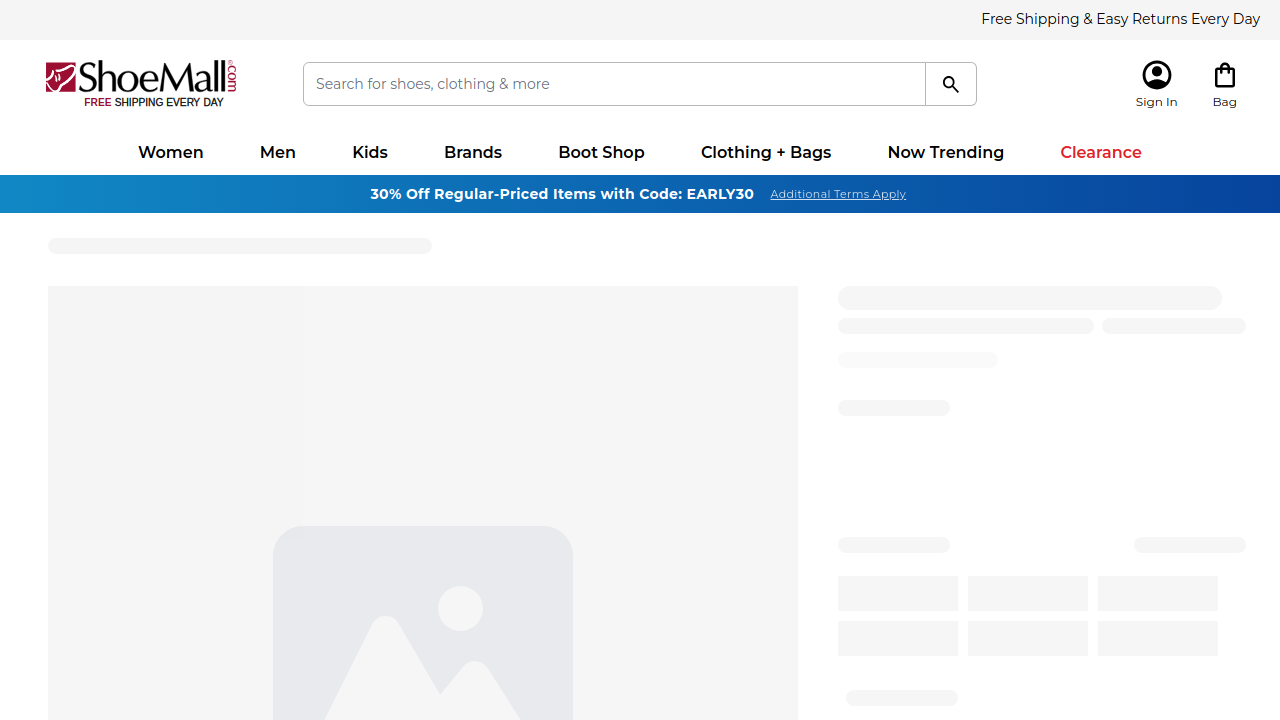 Free Shipping & Easy Returns Every Day
ShoeMall®.com
FREE SHIPPING EVERY DAY
Search for shoes, clothing & more
Sign In
Bag
Women Men Kids Brands Boot Shop Clothing + Bags Now Trending Clearance
30% Off Regular-Priced Items with Code: EARLY30 Additional Terms Apply